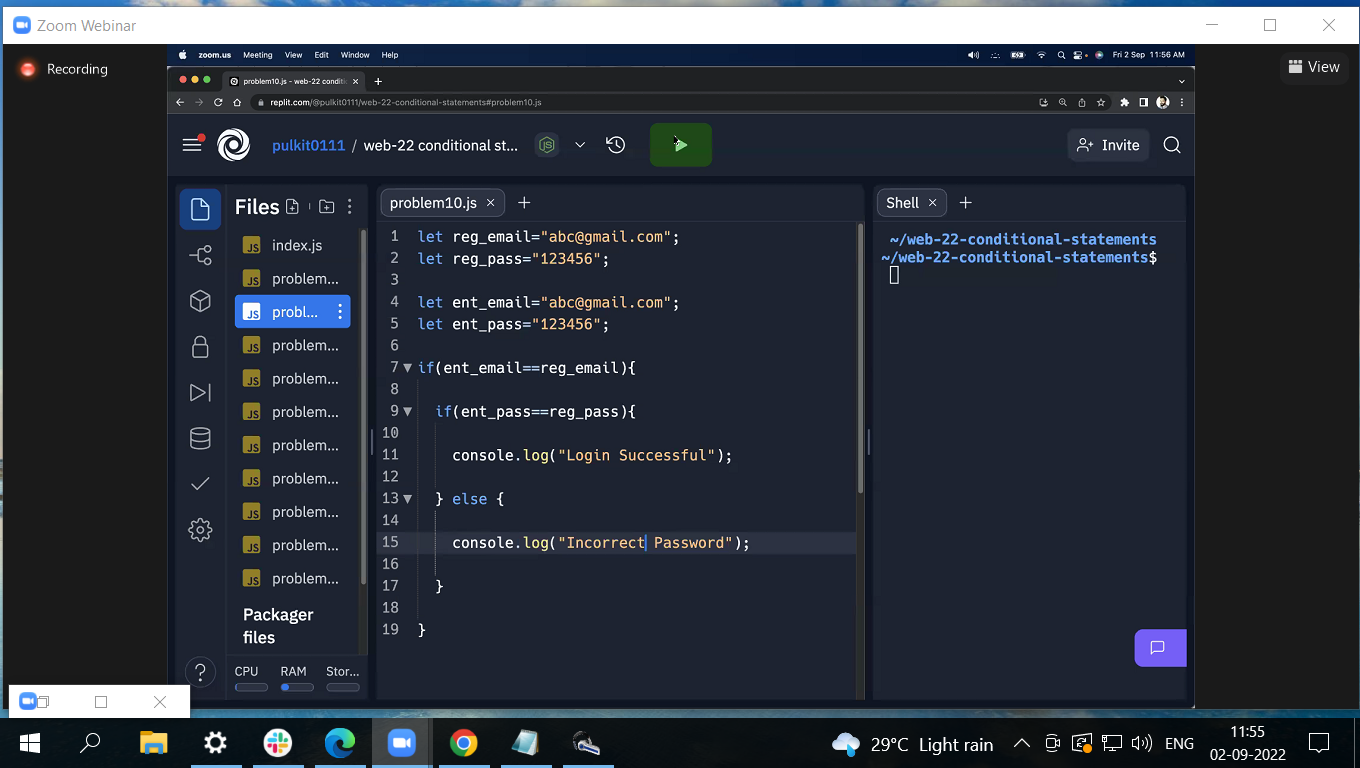 Zoom Webinar
Recording
View
zoom.us Meeting View Edit Window Help
Fri 2 Sep 11:56 AM
problem10.js - web-22 conditi
replit.com/@pulkit0111/web-22-conditional-statements#problem10.js
pulkit0111 / web-22 conditional st...
Invite
Files
index.js
problem...
probl...
problem...
problem...
problem...
problem...
problem...
problem...
problem...
problem...
Packager
files
CPU RAM Stor...
problem10.js
1 let reg_email="abc@gmail.com";
2 let reg_pass="123456";
3
4 let ent_email="abc@gmail.com";
5 let ent_pass="123456";
6
7 if(ent_email==reg_email){
8
9 if(ent_pass==reg_pass){
10
11 console.log("Login Successful");
12
13 } else {
14
15 console.log("Incorrect Password");
16
17 }
18
19 }
Shell
~/web-22-conditional-statements
~/web-22-conditional-statements$
29°C Light rain
ENG
11:55
02-09-2022